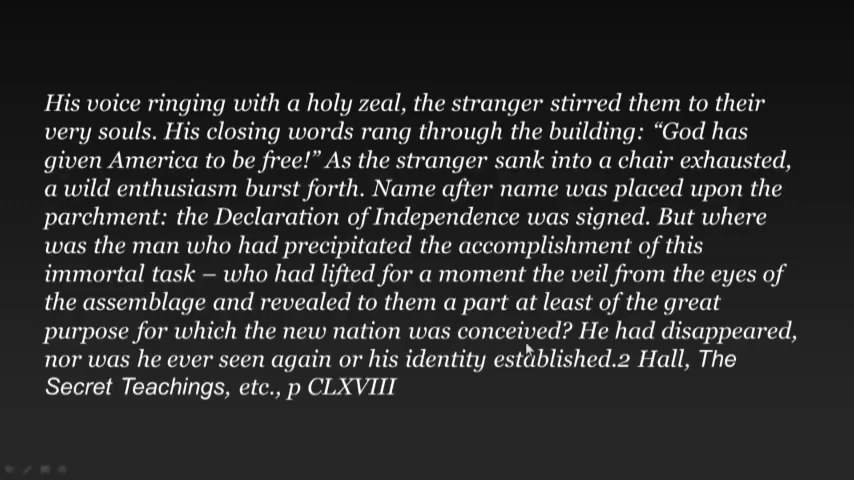 His voice ringing with a holy zeal, the stranger stirred them to their
very souls. His closing words rang through the building: “God has
given America to be free!” As the stranger sank into a chair exhausted,
a wild enthusiasm burst forth. Name after name was placed upon the
parchment: the Declaration of Independence was signed. But where
was the man who had precipitated the accomplishment of this
immortal task – who had lifted for a moment the veil from the eyes of
the assemblage and revealed to them a part at least of the great
purpose for which the new nation was conceived? He had disappeared,
nor was he ever seen again or his identity established.2 Hall, The
Secret Teachings, etc., p CLXVIII